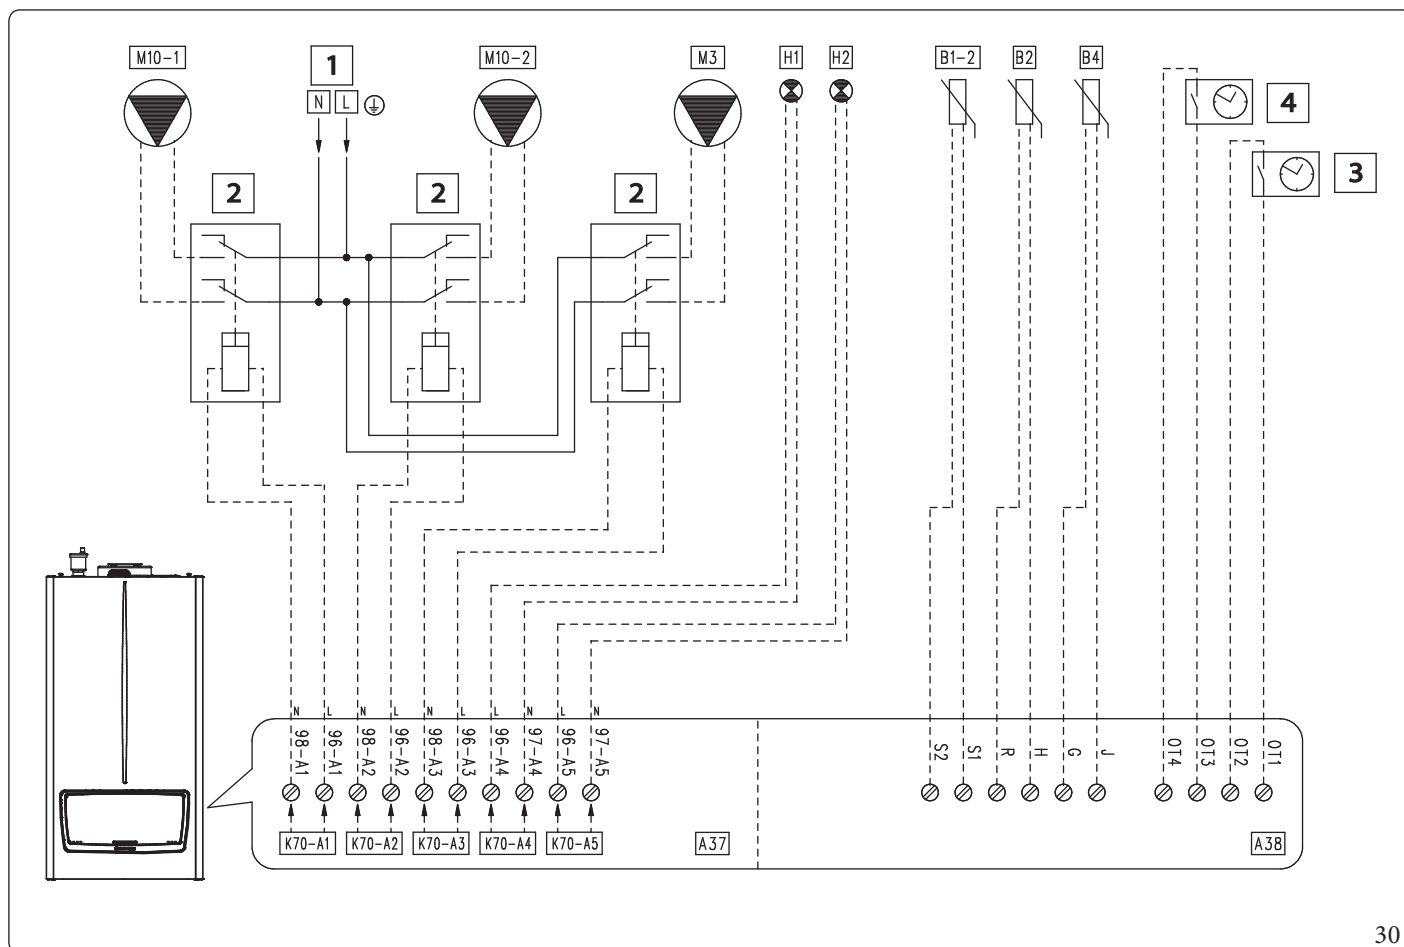 M10-1
1
M10-2
M3
H1
H2
B1-2
B2
B4
N
L
4
3
2
2
2
N
L
N
L
N
L
L
N
L
N
98-A1
96-A1
98-A2
96-A2
98-A3
96-A3
96-A4
97-A4
96-A5
97-A5
S2
S1
R
H
G
J
OT4
OT3
OT2
OT1
K70-A1
K70-A2
K70-A3
K70-A4
K70-A5
A37
A38
30